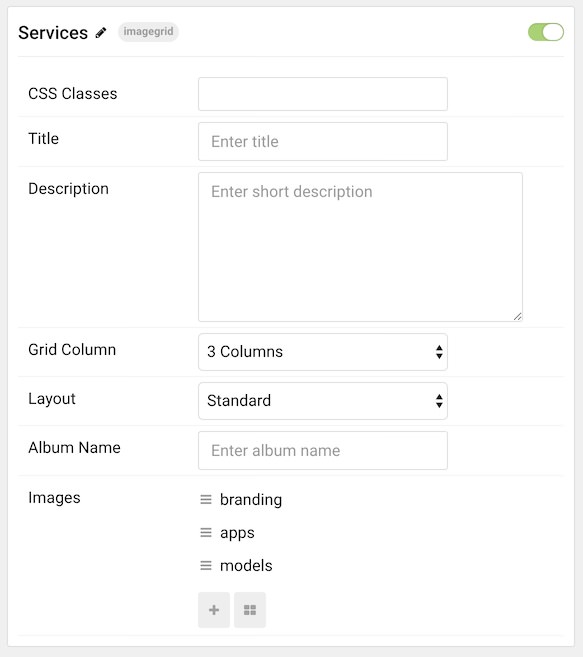 Services imagegrid
CSS Classes
Title Enter title
Description Enter short description
Grid Column 3 Columns
Layout Standard
Album Name Enter album name
Images branding
apps
models